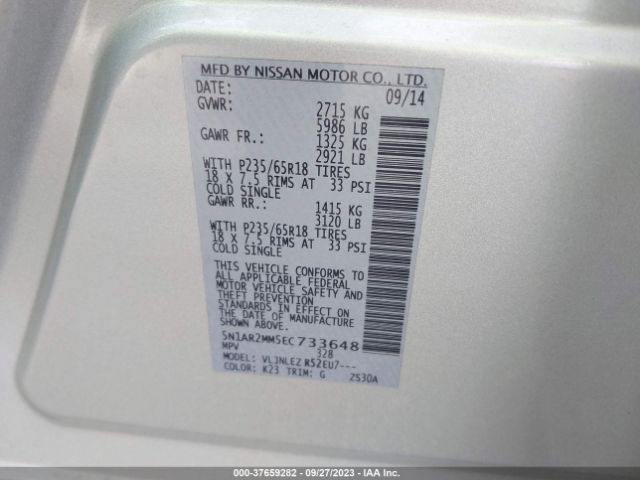 MFD BY NISSAN MOTOR CO., LTD.
DATE: 09/14
GVWR: 2715 KG
5986 LB
GAWR FR.: 1325 KG
2921 LB
WITH P235/65R18 TIRES
18 X 7.5 RIMS AT 33 PSI
COLD SINGLE
GAWR RR.: 1415 KG
3120 LB
WITH P235/65R18 TIRES
18 X 7.5 RIMS AT 33 PSI
COLD SINGLE
THIS VEHICLE CONFORMS TO
ALL APPLICABLE FEDERAL
MOTOR VEHICLE SAFETY AND
THEFT PREVENTION
STANDARDS IN EFFECT ON
THE DATE OF MANUFACTURE
SHOWN ABOVE.
5N1AR2MM5EC733648
MPV 328
MODEL: VLJNLEZ R52EU7---
COLOR: K23 TRIM: G 2S30A
000-37659282 - 09/27/2023 - IAA Inc.